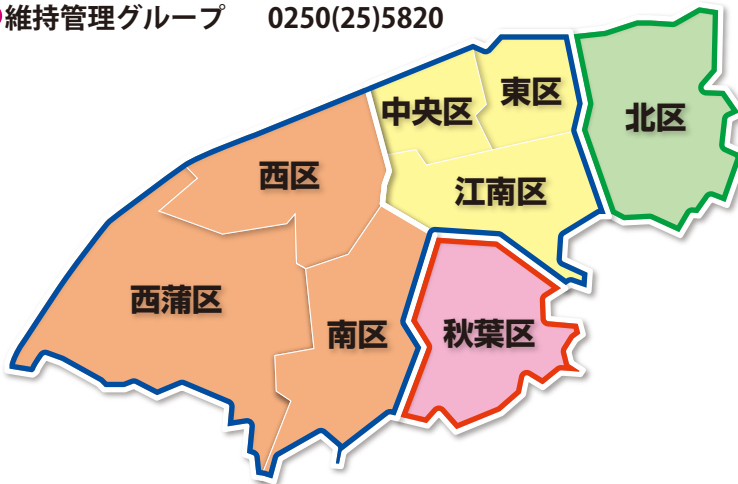 維持管理グループ 0250(25)5820
東区
中央区
北区
西区
江南区
西蒲区
南区
秋葉区